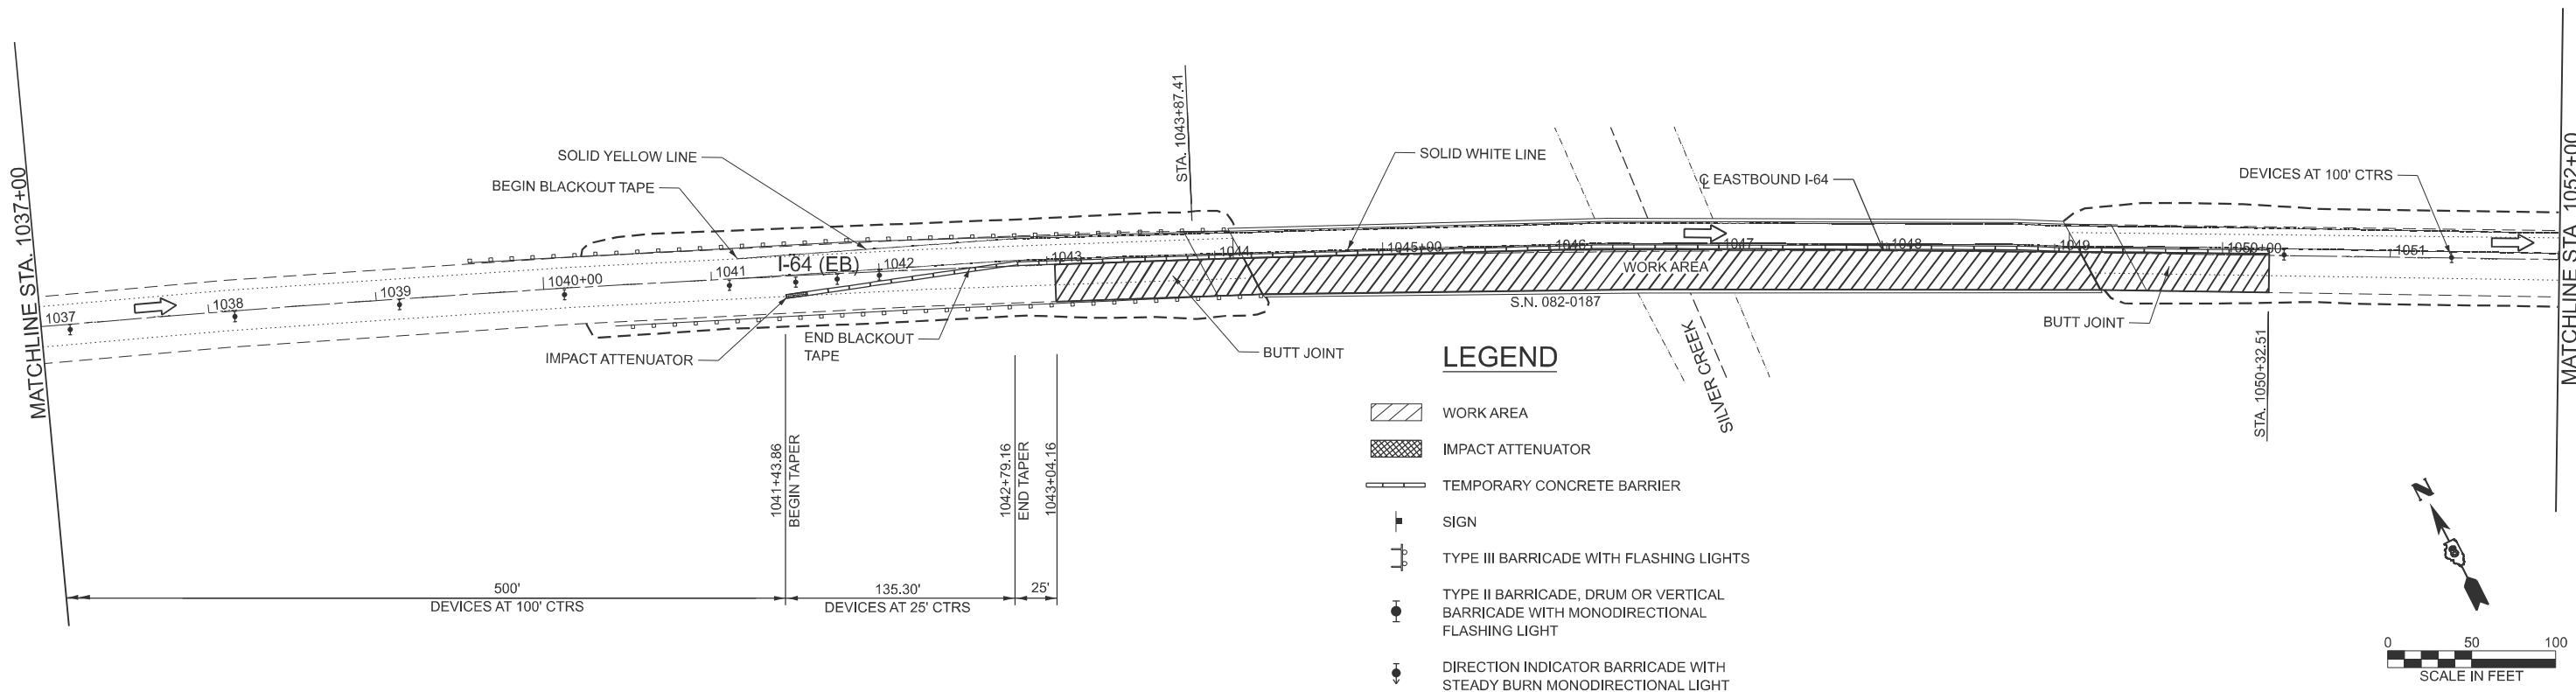 MATCHLINE STA. 1037+00
SOLID YELLOW LINE
BEGIN BLACKOUT TAPE
STA. 1043+87.41
SOLID WHITE LINE
℄ EASTBOUND I-64
DEVICES AT 100' CTRS
MATCHLINE STA. 1052+00
1037
1038
1039
1040+00
1041
I-64 (EB)
1042
1043
1044
1045+00
1046
1047
1048
1049
1050+00
1051
WORK AREA
S.N. 082-0187
IMPACT ATTENUATOR
END BLACKOUT
TAPE
BUTT JOINT
SILVER CREEK
BUTT JOINT
STA. 1050+32.51
1041+43.86
BEGIN TAPER
1042+79.16
END TAPER
1043+04.16
500'
DEVICES AT 100' CTRS
135.30'
DEVICES AT 25' CTRS
25'
LEGEND
WORK AREA
IMPACT ATTENUATOR
TEMPORARY CONCRETE BARRIER
SIGN
TYPE III BARRICADE WITH FLASHING LIGHTS
TYPE II BARRICADE, DRUM OR VERTICAL
BARRICADE WITH MONODIRECTIONAL
FLASHING LIGHT
DIRECTION INDICATOR BARRICADE WITH
STEADY BURN MONODIRECTIONAL LIGHT
N
0 50 100
SCALE IN FEET